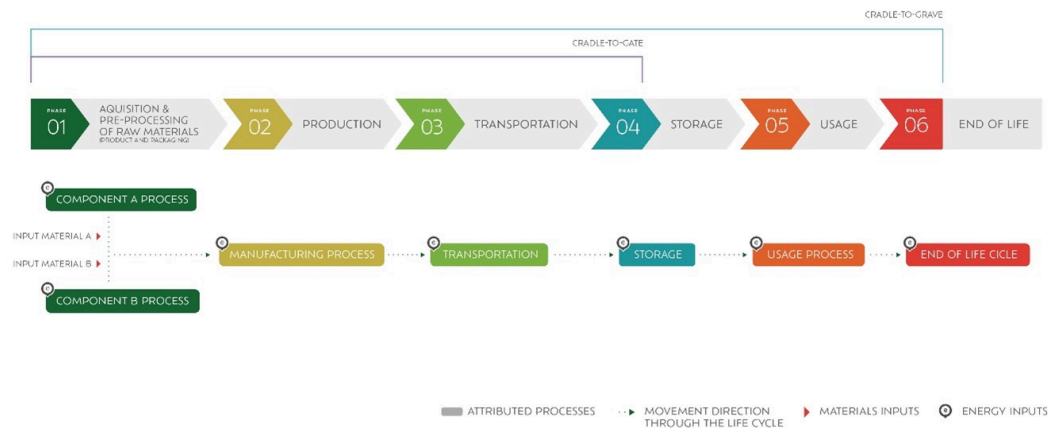 CRADLE-TO-GRAVE
CRADLE-TO-GATE
PHASE
01
AQUISITION &
PRE-PROCESSING
OF RAW MATERIALS
(PRODUCT AND PACKAGING)
PHASE
02
PRODUCTION
PHASE
03
TRANSPORTATION
PHASE
04
STORAGE
PHASE
05
USAGE
PHASE
06
END OF LIFE
e
COMPONENT A PROCESS
INPUT MATERIAL A
INPUT MATERIAL B
e
COMPONENT B PROCESS
e
MANUFACTURING PROCESS
e
TRANSPORTATION
e
STORAGE
e
USAGE PROCESS
e
END OF LIFE CICLE
ATTRIBUTED PROCESSES
MOVEMENT DIRECTION
THROUGH THE LIFE CYCLE
MATERIALS INPUTS
e
ENERGY INPUTS